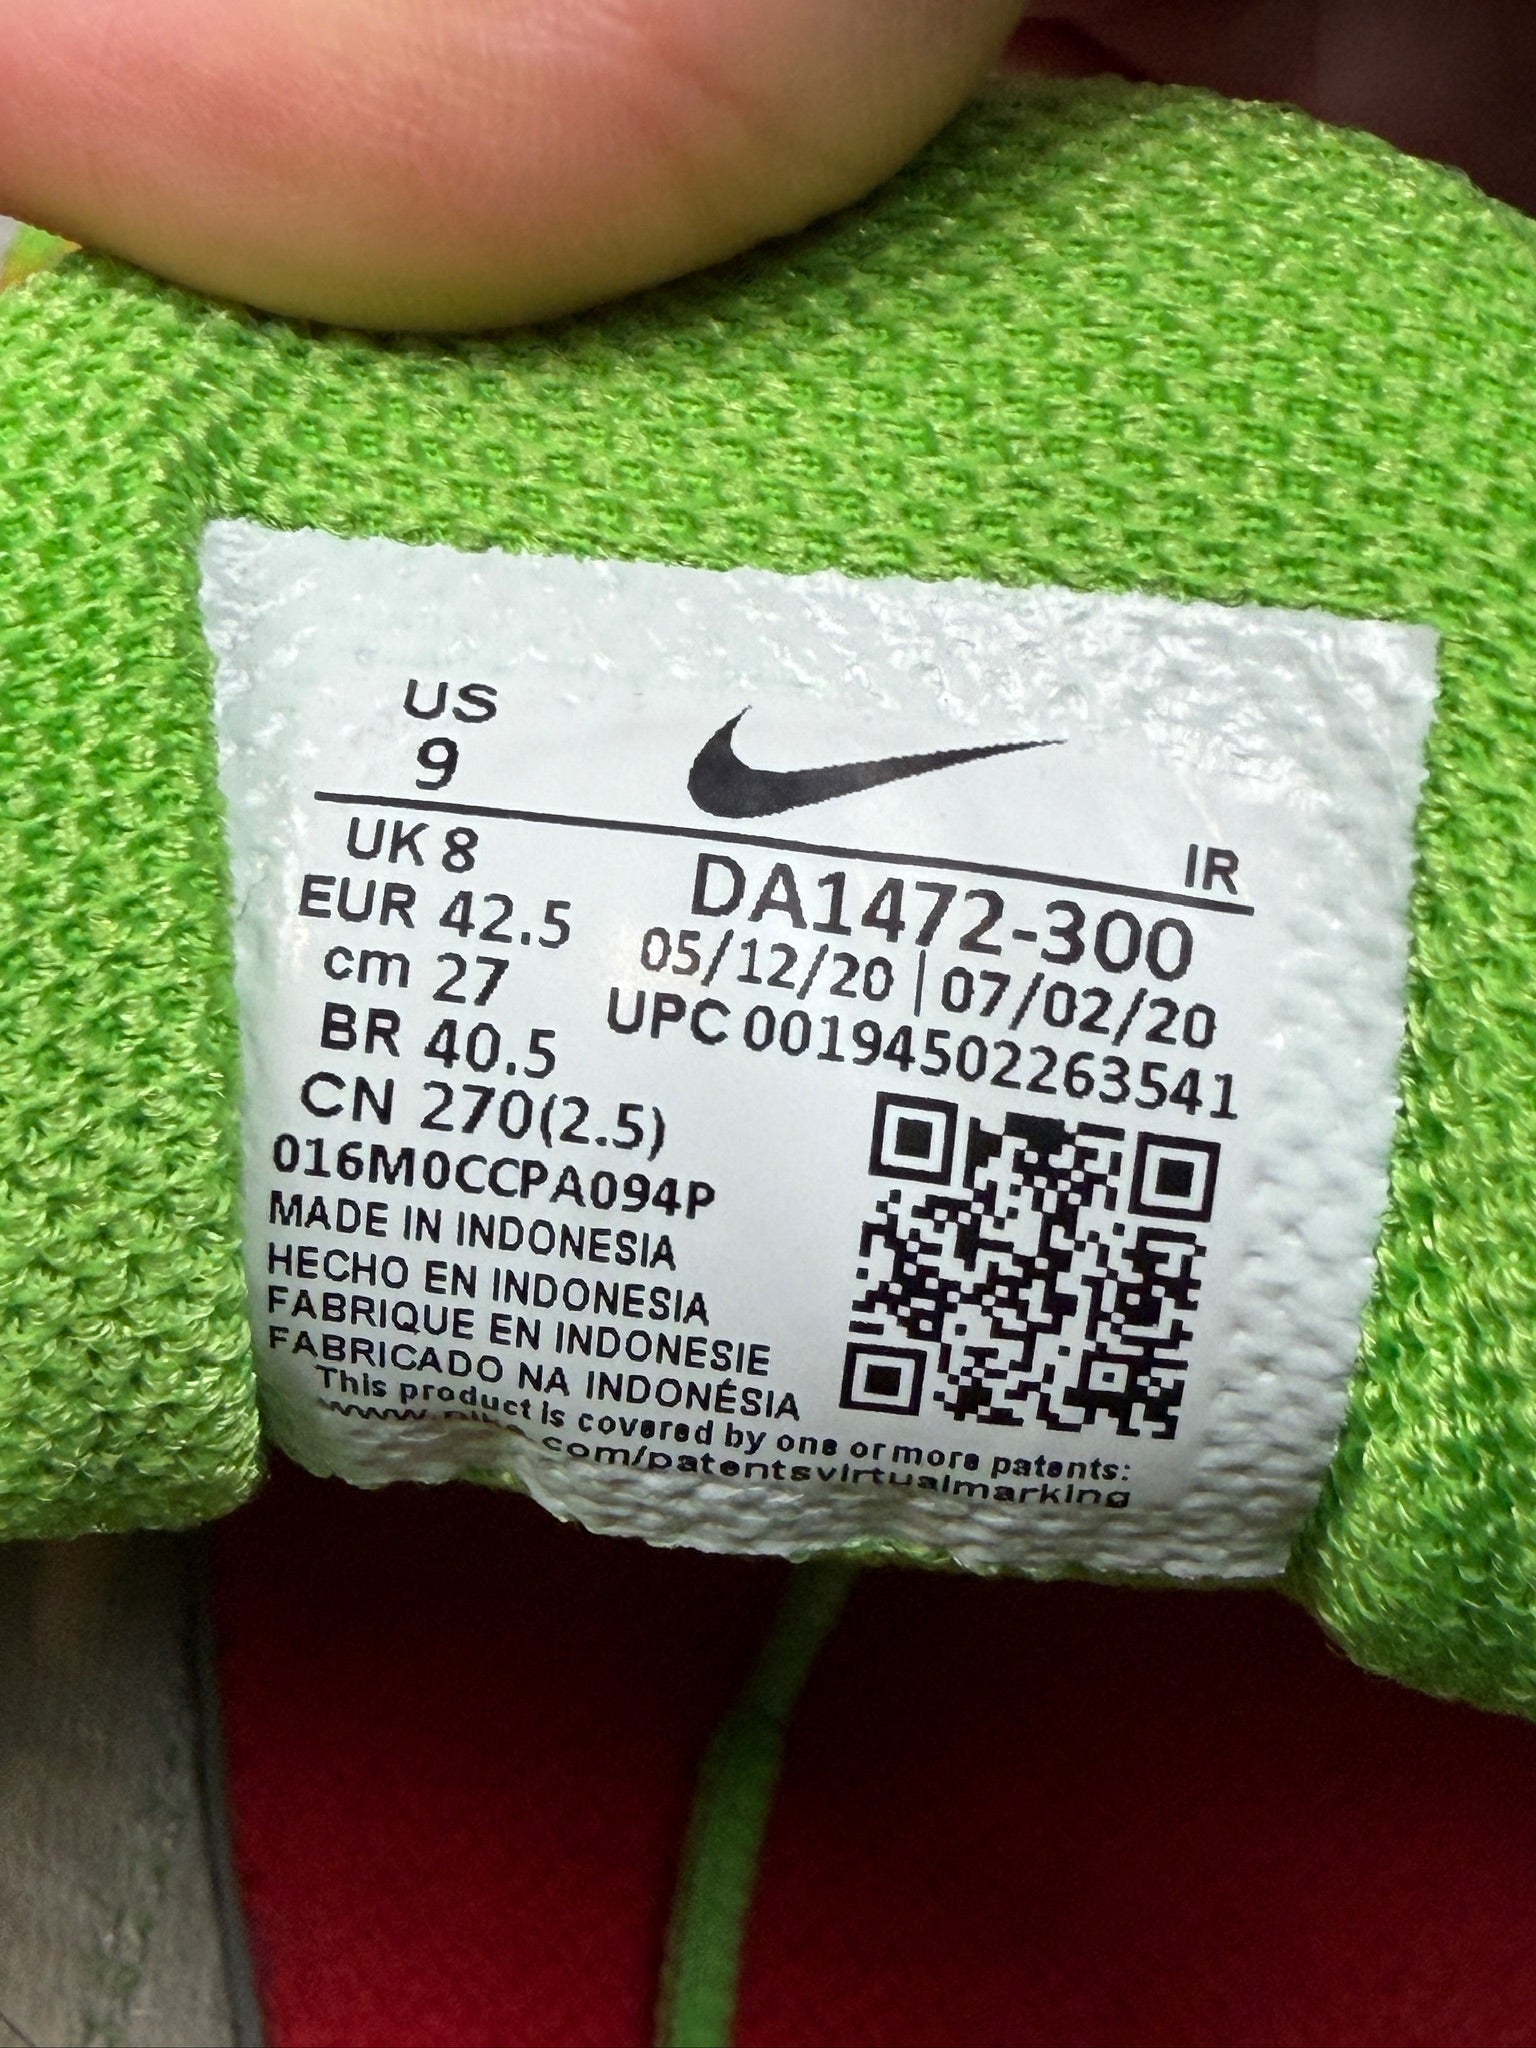 US
9
IR
UK 8
EUR 42.5
cm 27
BR 40.5
CN 270(2.5)
DA1472-300
05/12/20 | 07/02/20
UPC 00194502263541
016M0CCPA094P
MADE IN INDONESIA
HECHO EN INDONESIA
FABRIQUE EN INDONESIE
FABRICADO NA INDONÉSIA
This product is covered by one or more patents:
www.nike.com/patentsvirtualmarking